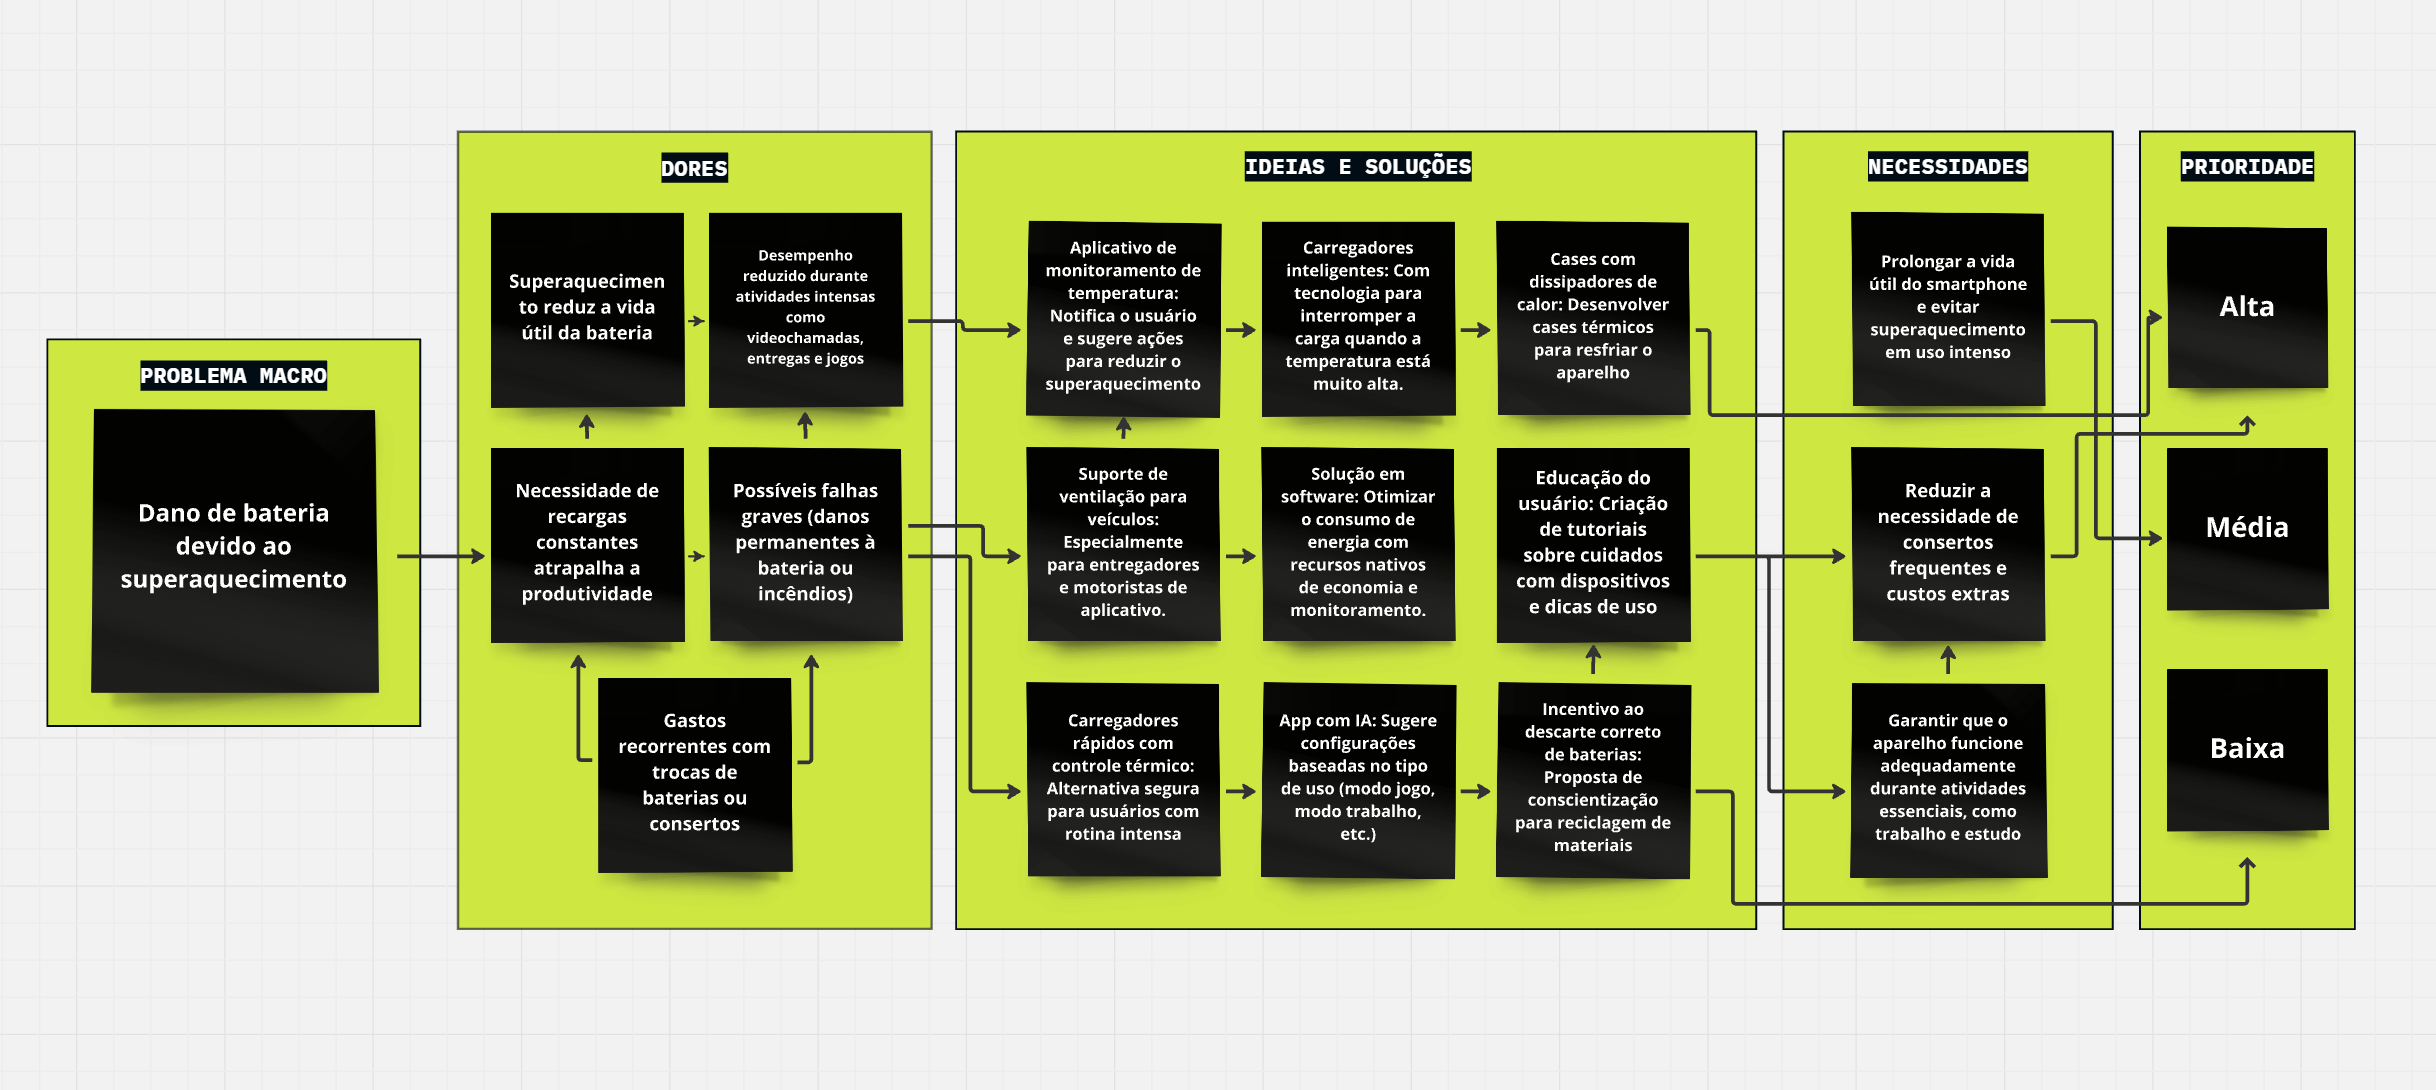 PROBLEMA MACRO
Dano de bateria
devido ao
superaquecimento
DORES
Superaquecimen
to reduz a vida
útil da bateria
Desempenho
reduzido durante
atividades intensas
como
videochamadas,
entregas e jogos
Necessidade de
recargas
constantes
atrapalha a
produtividade
Possíveis falhas
graves (danos
permanentes à
bateria ou
incêndios)
Gastos
recorrentes com
trocas de
baterias ou
consertos
IDEIAS E SOLUÇÕES
Aplicativo de
monitoramento de
temperatura:
Notifica o usuário
e sugere ações
para reduzir o
superaquecimento
Carregadores
inteligentes: Com
tecnologia para
interromper a
carga quando a
temperatura está
muito alta.
Cases com
dissipadores de
calor: Desenvolver
cases térmicos
para resfriar o
aparelho
Suporte de
ventilação para
veículos:
Especialmente
para entregadores
e motoristas de
aplicativo.
Solução em
software: Otimizar
o consumo de
energia com
recursos nativos
de economia e
monitoramento.
Educação do
usuário: Criação
de tutoriais
sobre cuidados
com dispositivos
e dicas de uso
Carregadores
rápidos com
controle térmico:
Alternativa segura
para usuários com
rotina intensa
App com IA: Sugere
configurações
baseadas no tipo
de uso (modo jogo,
modo trabalho,
etc.)
Incentivo ao
descarte correto
de baterias:
Proposta de
conscientização
para reciclagem de
materiais
NECESSIDADES
Prolongar a vida
útil do smartphone
e evitar
superaquecimento
em uso intenso
Reduzir a
necessidade de
consertos
frequentes e
custos extras
Garantir que o
aparelho funcione
adequadamente
durante atividades
essenciais, como
trabalho e estudo
PRIORIDADE
Alta
Média
Baixa